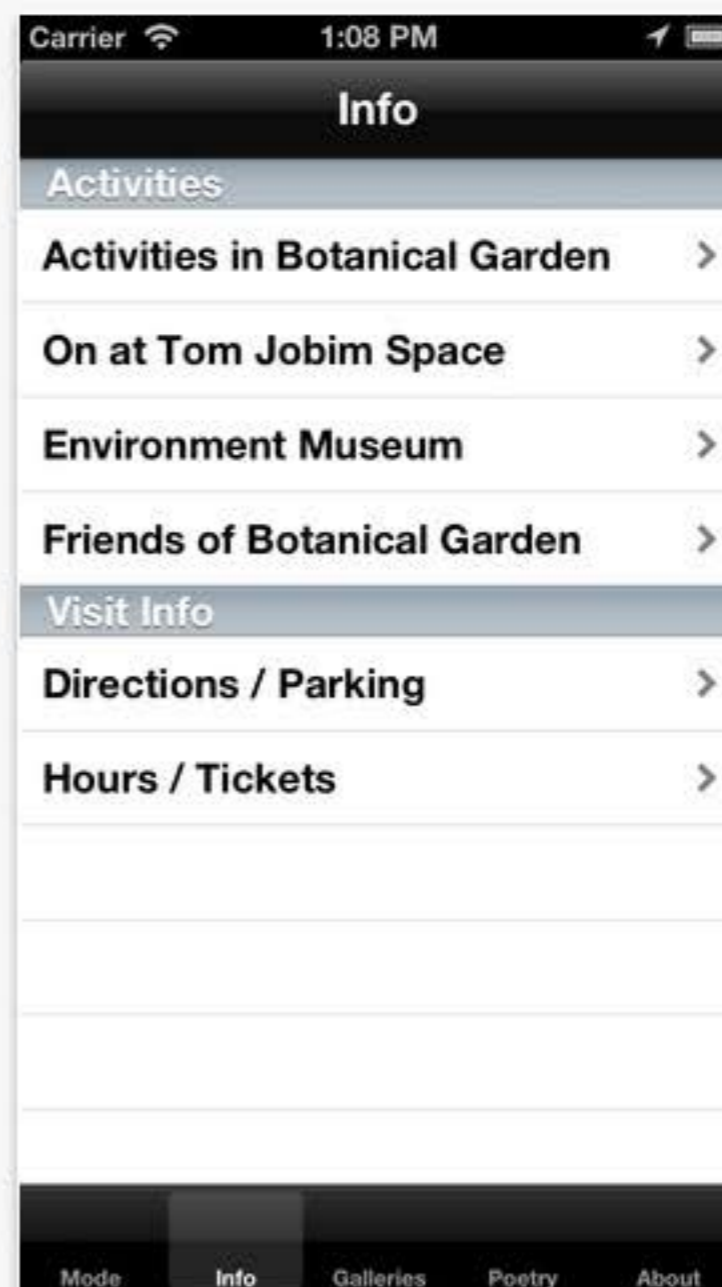 Carrier 1:08 PM
Info
Activities
Activities in Botanical Garden
On at Tom Jobim Space
Environment Museum
Friends of Botanical Garden
Visit Info
Directions / Parking
Hours / Tickets
Mode Info Galleries Poetry About